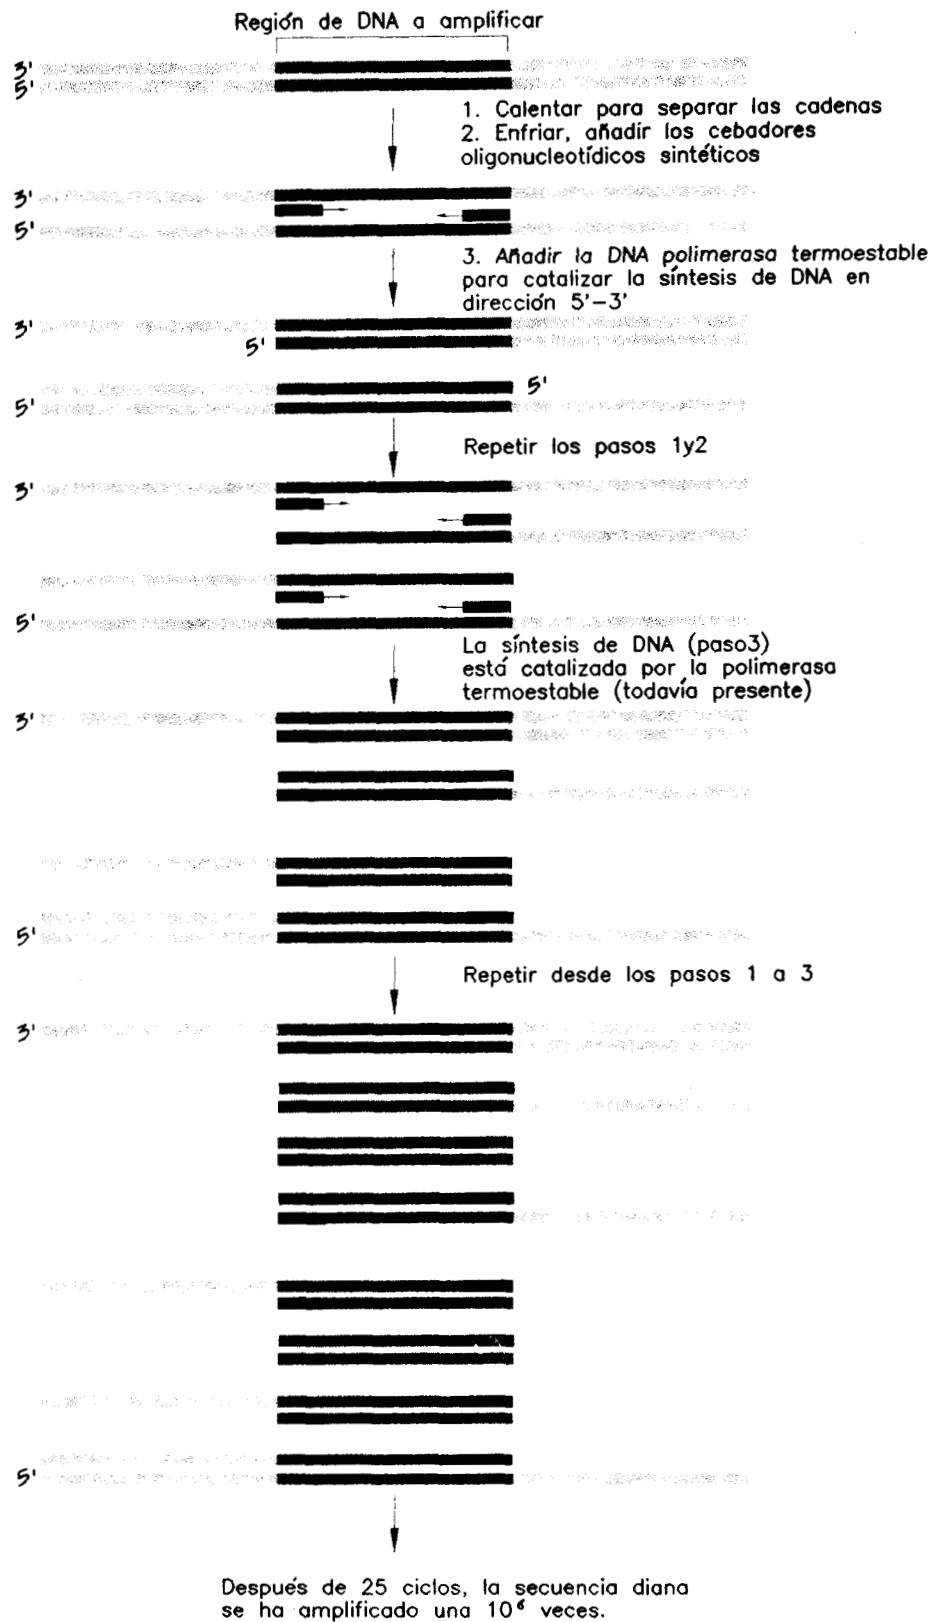 Región de DNA a amplificar
3'
5'
1. Calentar para separar las cadenas
2. Enfriar, añadir los cebadores
oligonucleotídicos sintéticos
3'
5'
3. Añadir la DNA polimerasa termoestable
para catalizar la síntesis de DNA en
dirección 5'-3'
3'
5'
5'
5'
Repetir los pasos 1y2
3'
5'
La síntesis de DNA (paso3)
está catalizada por la polimerasa
termoestable (todavía presente)
3'
5'
Repetir desde los pasos 1 a 3
3'
5'
Después de 25 ciclos, la secuencia diana
se ha amplificado una 10⁶ veces.